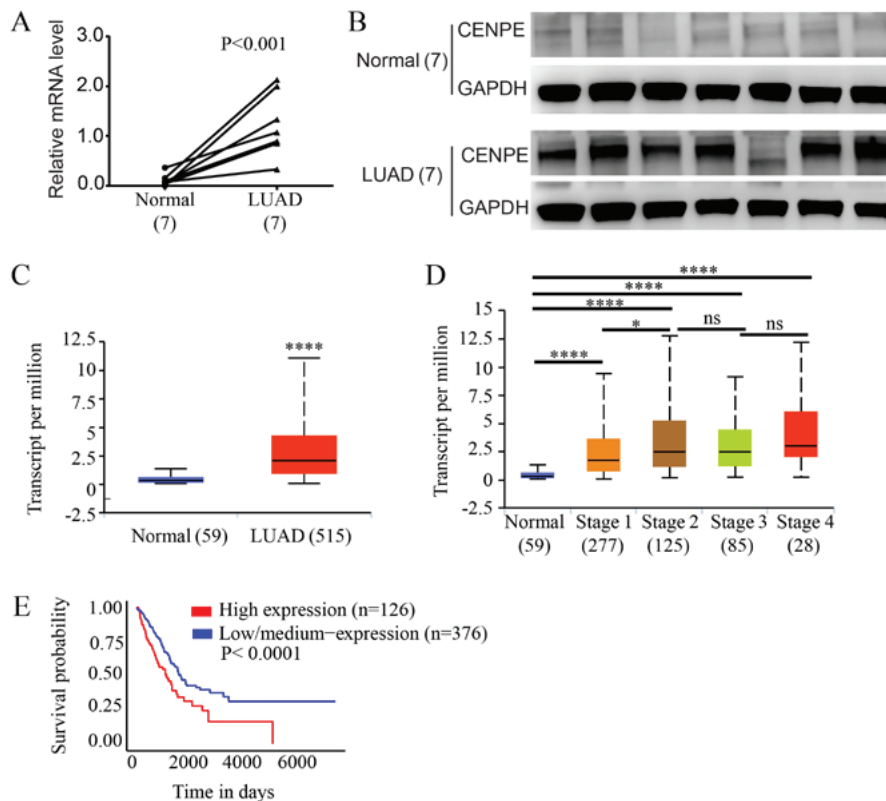 A
P<0.001
Relative mRNA level
3.0
2.0
1.0
0.0
Normal
(7)
LUAD
(7)
B
Normal (7)
CENPE
GAPDH
LUAD (7)
CENPE
GAPDH
C
Transcript per million
12.5
7.5
5
2.5
0
-2.5
****
Normal (59)
LUAD (515)
D
Transcript per million
15
12.5
7.5
5
2.5
0
-2.5
****
****
****
*
ns
ns
****
Normal
(59)
Stage 1
(277)
Stage 2
(125)
Stage 3
(85)
Stage 4
(28)
E
Survival probability
1.00
0.75
0.50
0.25
0.00
High expression (n=126)
Low/medium−expression (n=376)
P< 0.0001
0 2000 4000 6000
Time in days